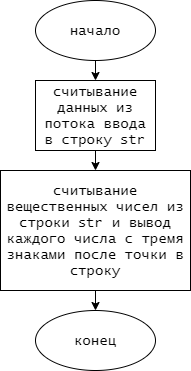 начало
считывание
данных из
потока ввода
в строку str
считывание
вещественных чисел из
строки str и вывод
каждого числа с тремя
знаками после точки в
строку
конец